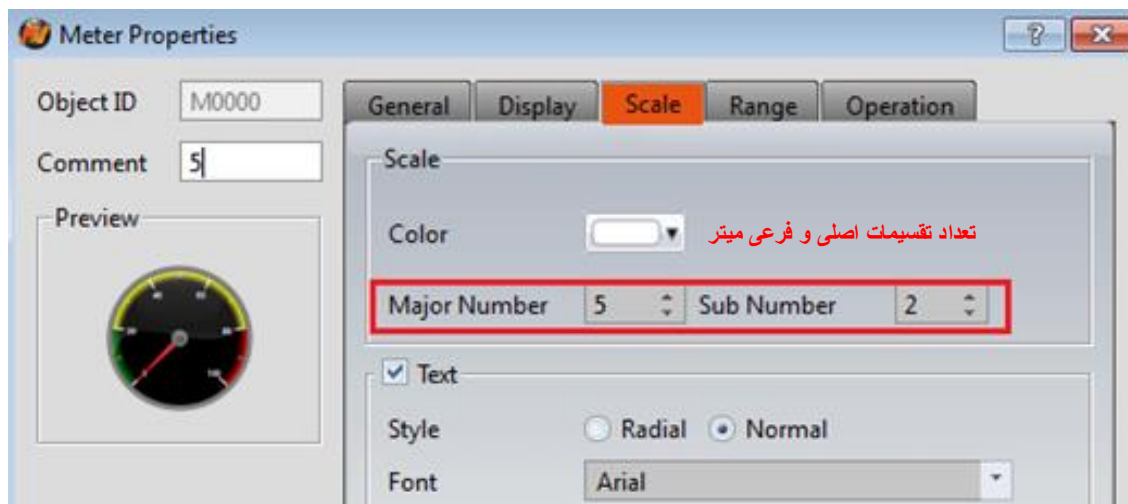 Meter Properties
Object ID M0000
General Display Scale Range Operation
Comment 5
Scale
Preview
Color
تعداد تقسیمات اصلی و فرعی میتر
Major Number 5 Sub Number 2
Text
Style Radial Normal
Font Arial